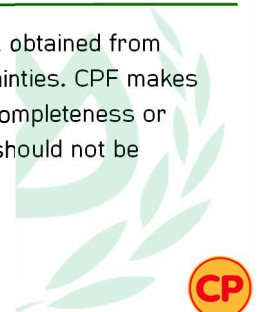 obtained from
inties. CPF makes
ompleteness or
should not be
CP